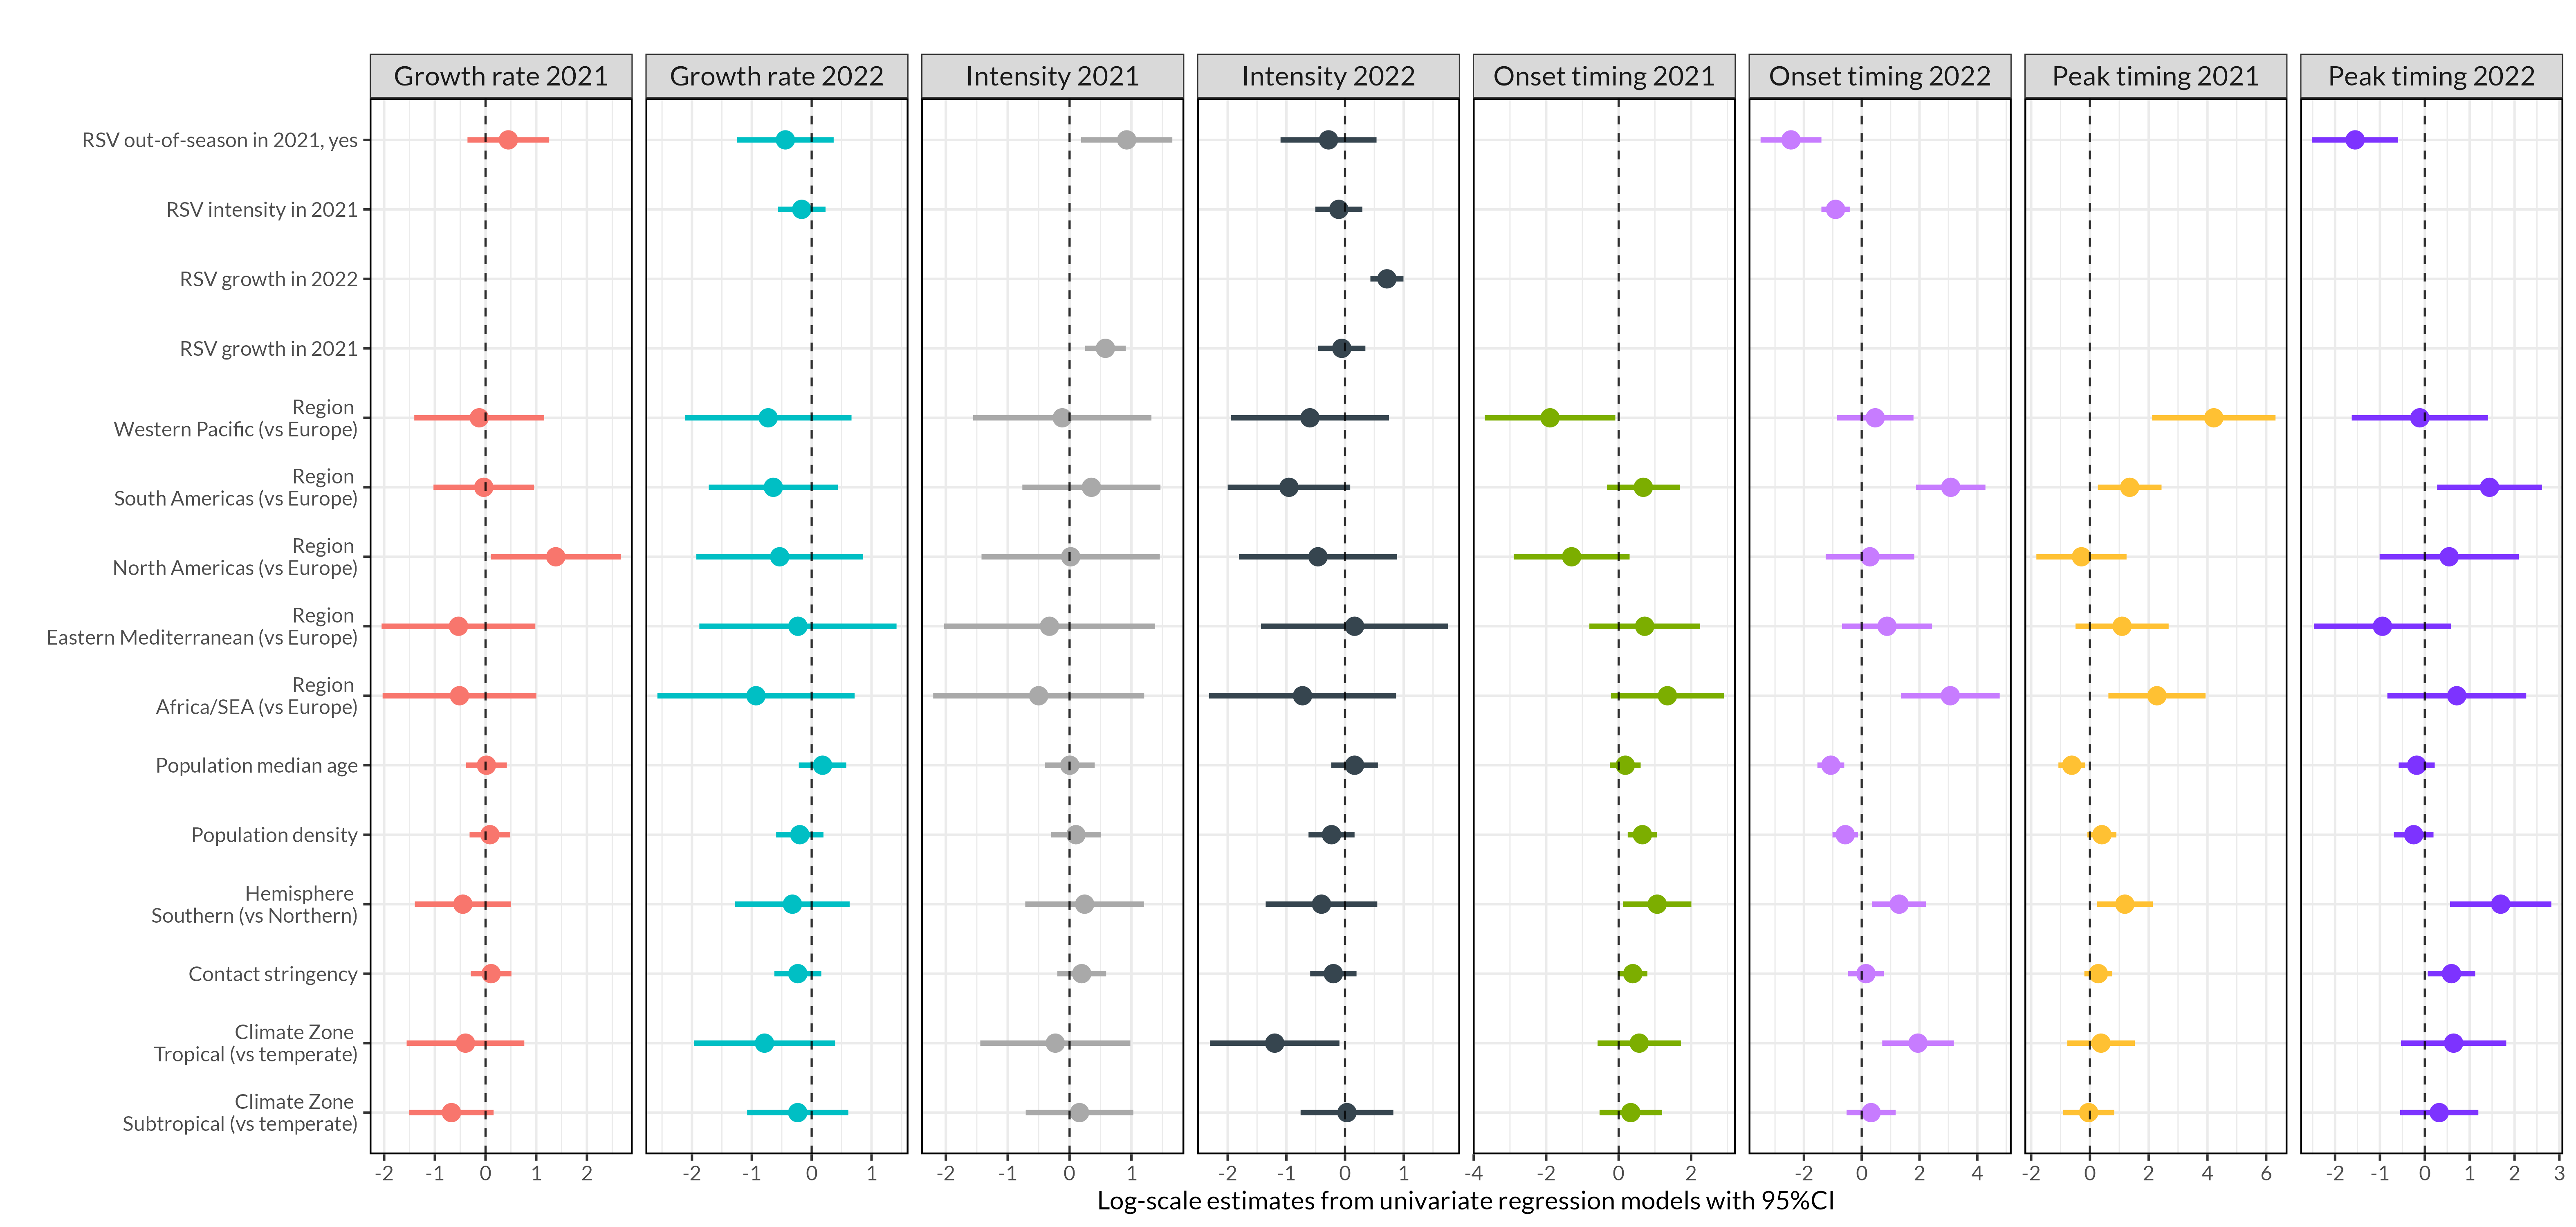 Growth rate 2021 Growth rate 2022 Intensity 2021 Intensity 2022 Onset timing 2021 Onset timing 2022 Peak timing 2021 Peak timing 2022
RSV out-of-season in 2021, yes
RSV intensity in 2021
RSV growth in 2022
RSV growth in 2021
Region
Western Pacific (vs Europe)
Region
South Americas (vs Europe)
Region
North Americas (vs Europe)
Region
Eastern Mediterranean (vs Europe)
Region
Africa/SEA (vs Europe)
Population median age
Population density
Hemisphere
Southern (vs Northern)
Contact stringency
Climate Zone
Tropical (vs temperate)
Climate Zone
Subtropical (vs temperate)
-2 -1 0 1 2 -2 -1 0 1 -2 -1 0 1 -2 -1 0 1 -4 -2 0 2 -2 0 2 4 -2 0 2 4 6 -2 -1 0 1 2 3
Log-scale estimates from univariate regression models with 95%CI